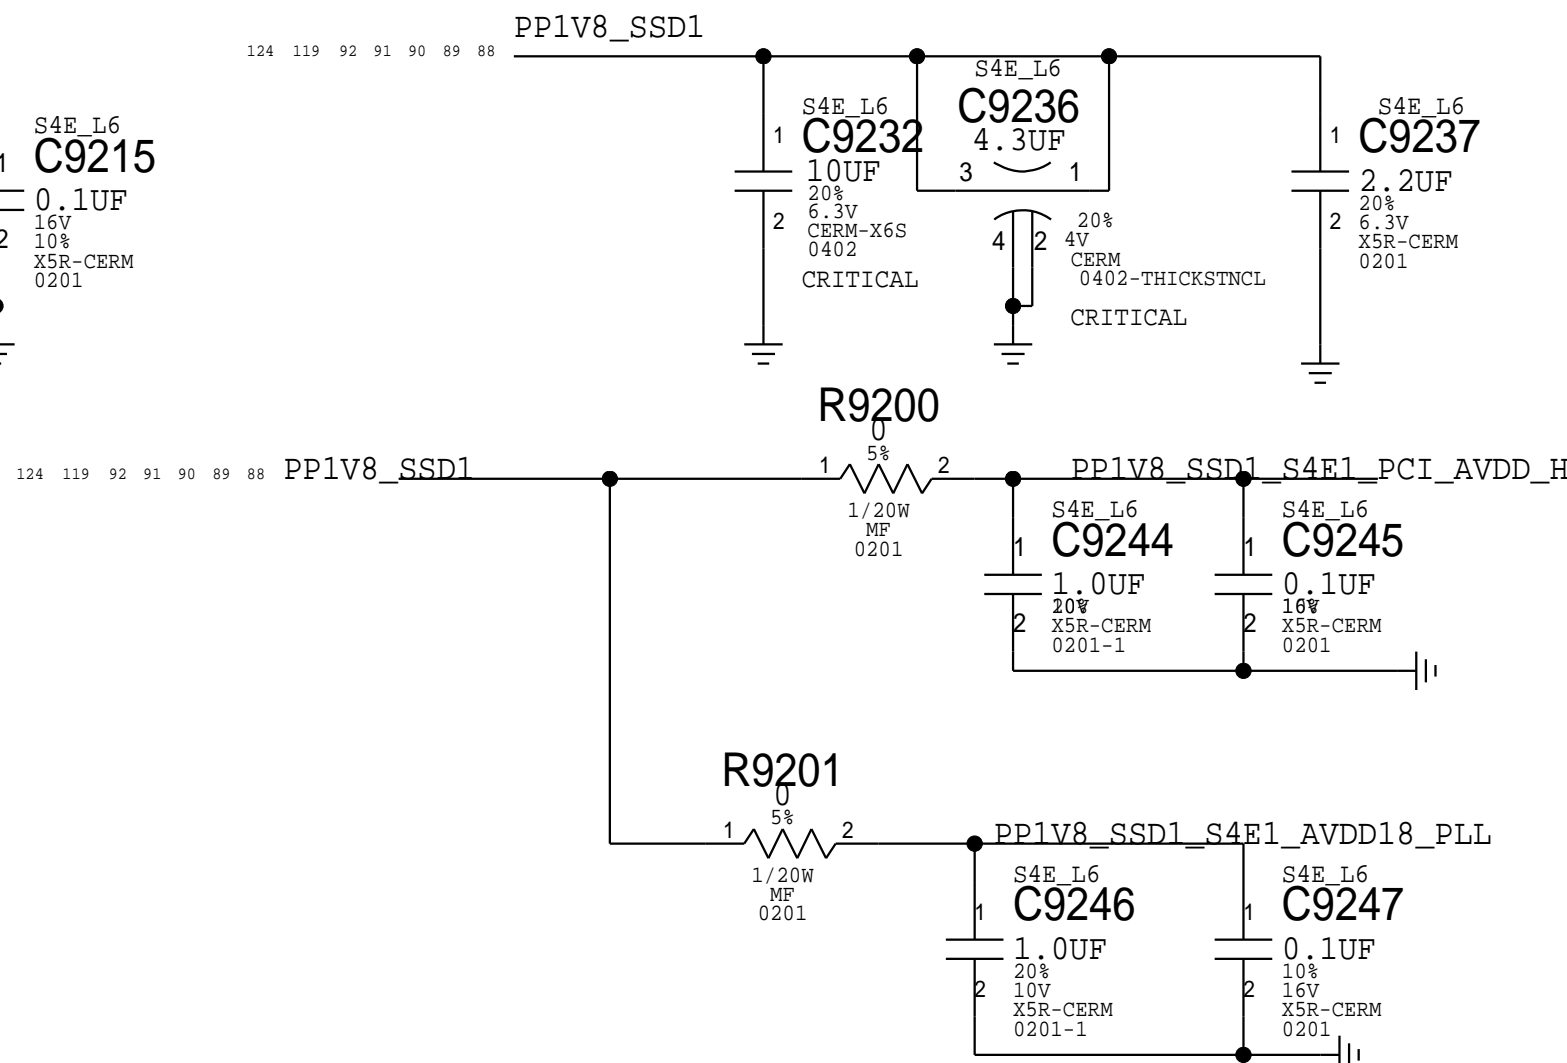 PP1V8_SSD1
124 119 92 91 90 89 88
S4E_L6
C9215
1
0.1UF
16V
10%
X5R-CERM
0201
2
S4E_L6
C9232
1
10UF
20%
6.3V
CERM-X6S
0402
2
CRITICAL
S4E_L6
C9236
4.3UF
3 1
4 2
20%
4V
CERM
0402-THICKSTNCL
CRITICAL
S4E_L6
C9237
1
2.2UF
20%
6.3V
X5R-CERM
0201
2
124 119 92 91 90 89 88 PP1V8_SSD1
R9200
0
5%
1 2
1/20W
MF
0201
PP1V8_SSD1_S4E1_PCI_AVDD_H
S4E_L6
C9244
1
1.0UF
2
X5R-CERM
0201-1
S4E_L6
C9245
1
0.1UF
2
X5R-CERM
0201
R9201
0
5%
1 2
1/20W
MF
0201
PP1V8_SSD1_S4E1_AVDD18_PLL
S4E_L6
C9246
1
1.0UF
20%
10V
2
X5R-CERM
0201-1
S4E_L6
C9247
1
0.1UF
10%
16V
2
X5R-CERM
0201